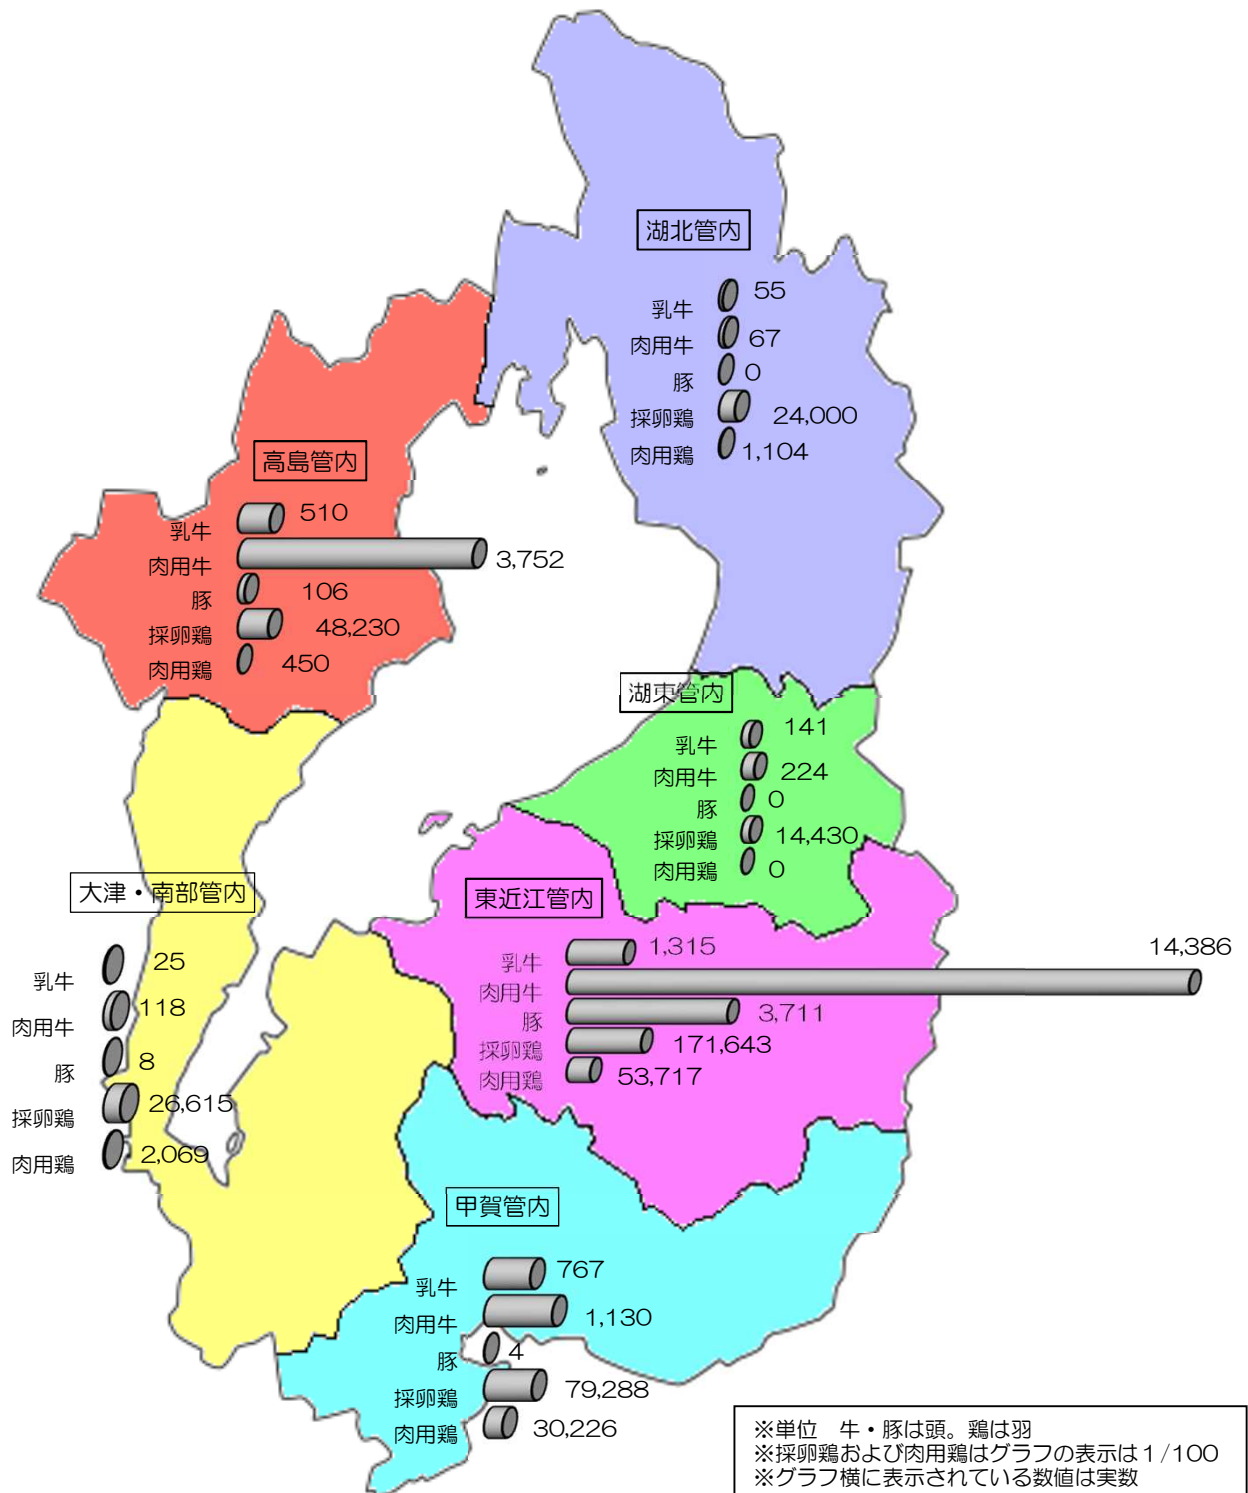 湖北管内
乳牛 55
肉用牛 67
豚 0
採卵鶏 24,000
肉用鶏 1,104
高島管内
乳牛 510
肉用牛 3,752
豚 106
採卵鶏 48,230
肉用鶏 450
湖東管内
乳牛 141
肉用牛 224
豚 0
採卵鶏 14,430
肉用鶏 0
大津・南部管内
乳牛 25
肉用牛 118
豚 8
採卵鶏 26,615
肉用鶏 2,069
東近江管内
乳牛 1,315
肉用牛 14,386
豚 3,711
採卵鶏 171,643
肉用鶏 53,717
甲賀管内
乳牛 767
肉用牛 1,130
豚 4
採卵鶏 79,288
肉用鶏 30,226
※単位　牛・豚は頭。鶏は羽
※採卵鶏および肉用鶏はグラフの表示は1/100
※グラフ横に表示されている数値は実数